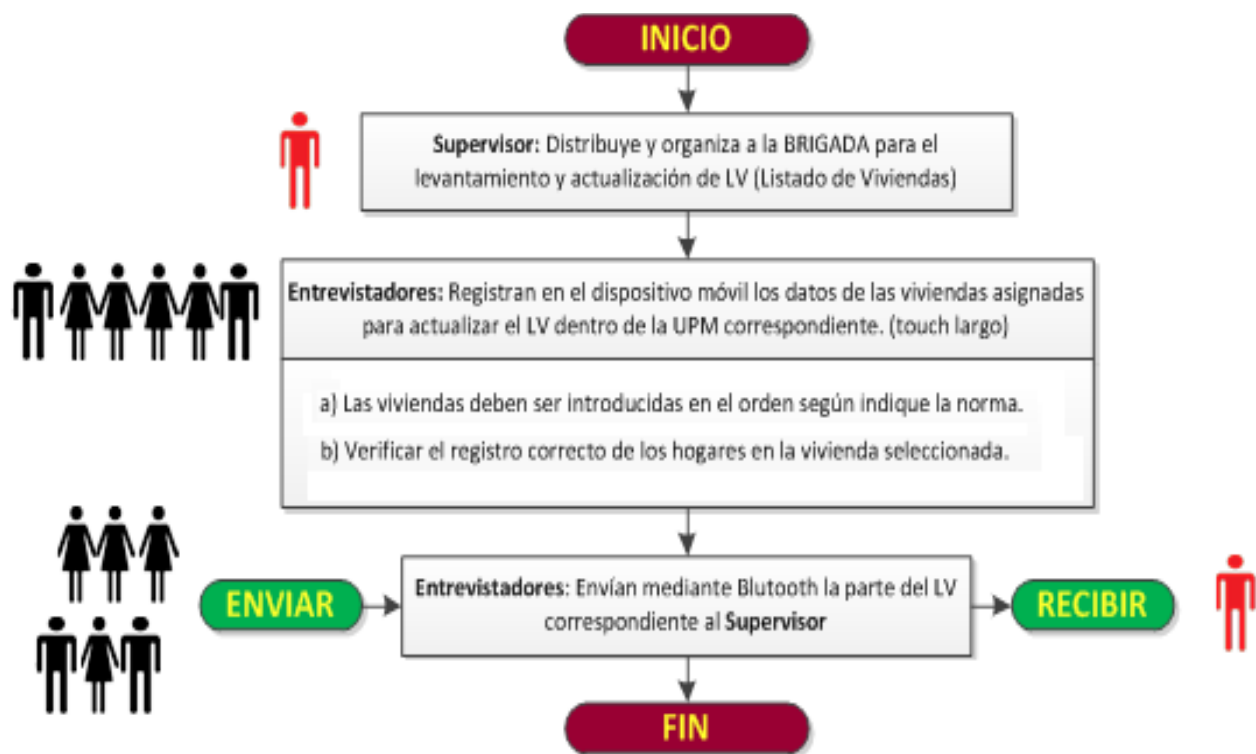 INICIO
Supervisor: Distribuye y organiza a la BRIGADA para el
levantamiento y actualización de LV (Listado de Viviendas)
Entrevistadores: Registran en el dispositivo móvil los datos de las viviendas asignadas
para actualizar el LV dentro de la UPM correspondiente. (touch largo)
a) Las viviendas deben ser introducidas en el orden según indique la norma.
b) Verificar el registro correcto de los hogares en la vivienda seleccionada.
ENVIAR
Entrevistadores: Envían mediante Blutooth la parte del LV
correspondiente al Supervisor
RECIBIR
FIN